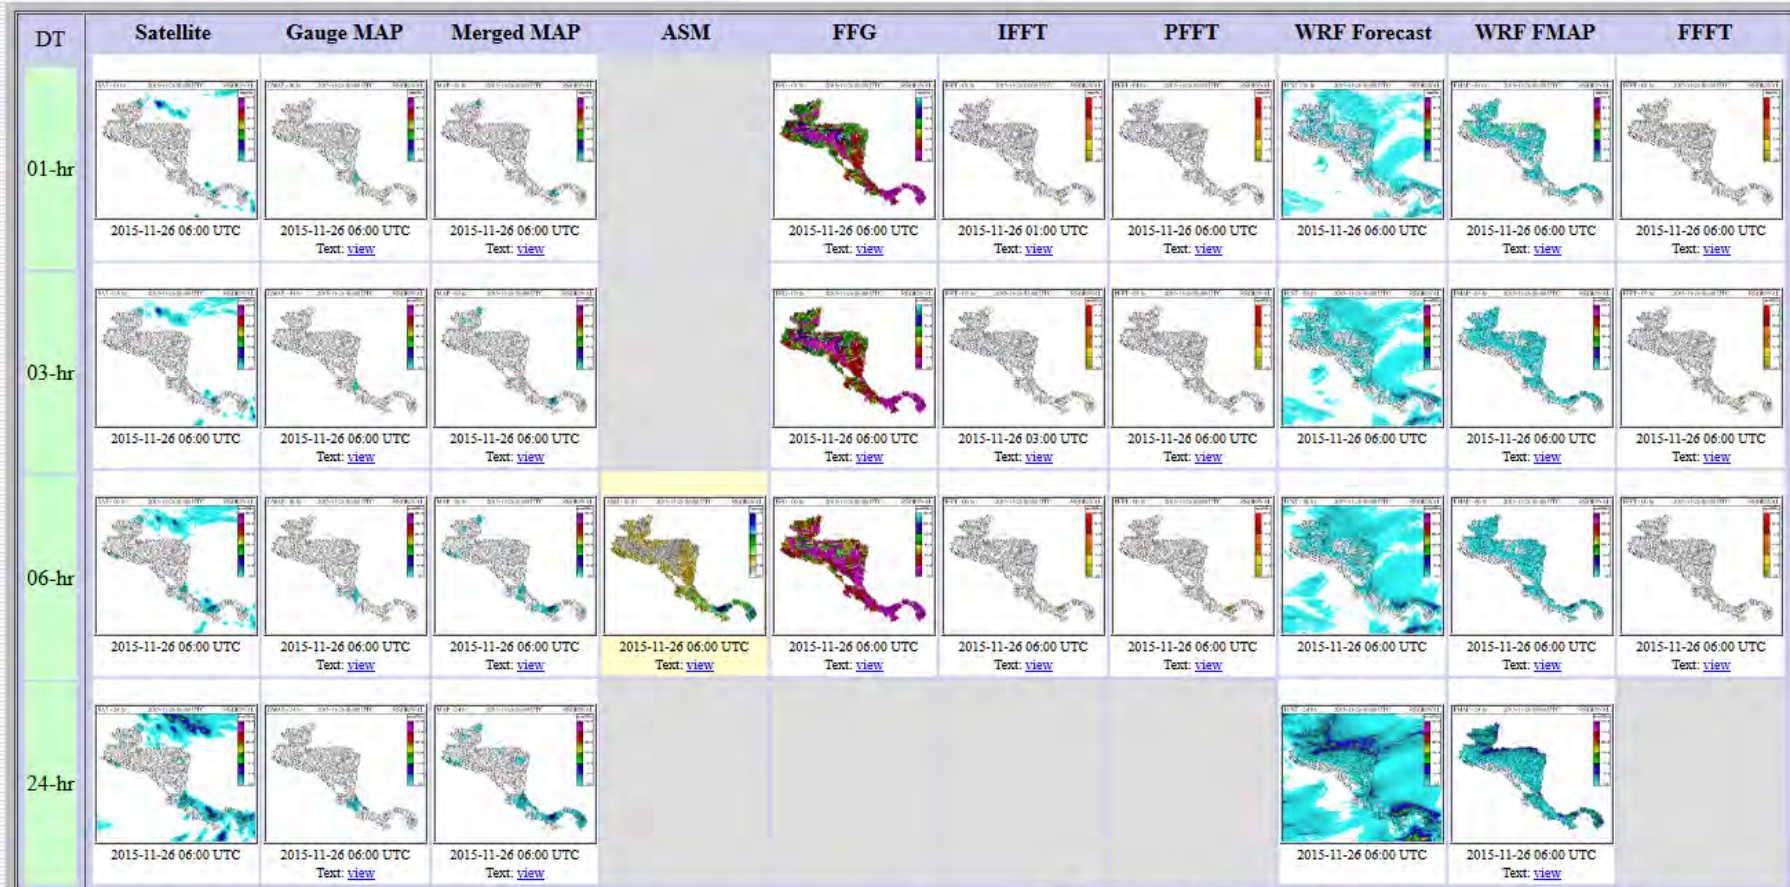 DT Satellite Gauge MAP Merged MAP ASM FFG IFFT PFFT WRF Forecast WRF FMAP FFFT
01-hr
2015-11-26 06:00 UTC 2015-11-26 06:00 UTC 2015-11-26 06:00 UTC 2015-11-26 06:00 UTC 2015-11-26 01:00 UTC 2015-11-26 06:00 UTC 2015-11-26 06:00 UTC 2015-11-26 06:00 UTC 2015-11-26 06:00 UTC
Text: view Text: view Text: view Text: view Text: view Text: view Text: view
03-hr
2015-11-26 06:00 UTC 2015-11-26 06:00 UTC 2015-11-26 06:00 UTC 2015-11-26 06:00 UTC 2015-11-26 03:00 UTC 2015-11-26 06:00 UTC 2015-11-26 06:00 UTC 2015-11-26 06:00 UTC 2015-11-26 06:00 UTC
Text: view Text: view Text: view Text: view Text: view Text: view Text: view
06-hr
2015-11-26 06:00 UTC 2015-11-26 06:00 UTC 2015-11-26 06:00 UTC 2015-11-26 06:00 UTC 2015-11-26 06:00 UTC 2015-11-26 06:00 UTC 2015-11-26 06:00 UTC 2015-11-26 06:00 UTC 2015-11-26 06:00 UTC 2015-11-26 06:00 UTC
Text: view Text: view Text: view Text: view Text: view Text: view Text: view Text: view
24-hr
2015-11-26 06:00 UTC 2015-11-26 06:00 UTC 2015-11-26 06:00 UTC 2015-11-26 06:00 UTC 2015-11-26 06:00 UTC
Text: view Text: view Text: view